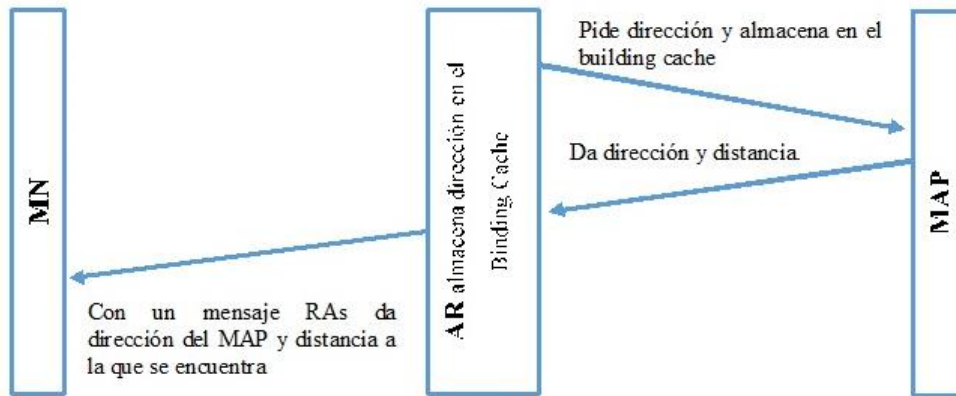 MN
AR almacena dirección en el
Binding Cache
Pide dirección y almacena en el
building cache
Da dirección y distancia.
MAP
Con un mensaje RAs da
dirección del MAP y distancia a
la que se encuentra